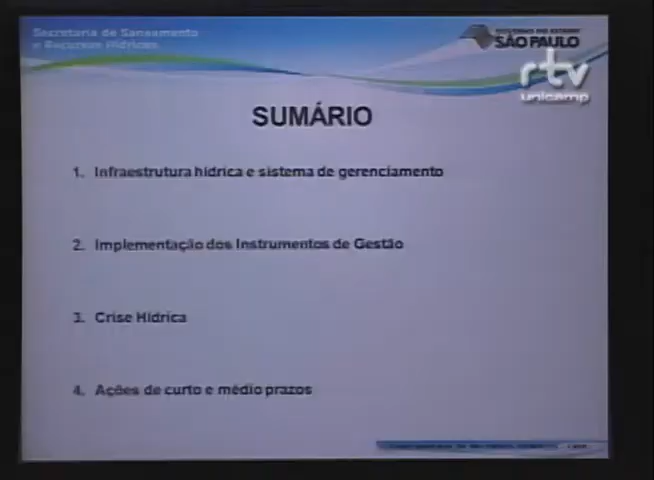 Secretaria de Saneamento
e Recursos Hídricos
GOVERNO DO ESTADO
SÃO PAULO
rtv
unicamp
SUMÁRIO
1. Infraestrutura hídrica e sistema de gerenciamento
2. Implementação dos Instrumentos de Gestão
3. Crise Hídrica
4. Ações de curto e médio prazos